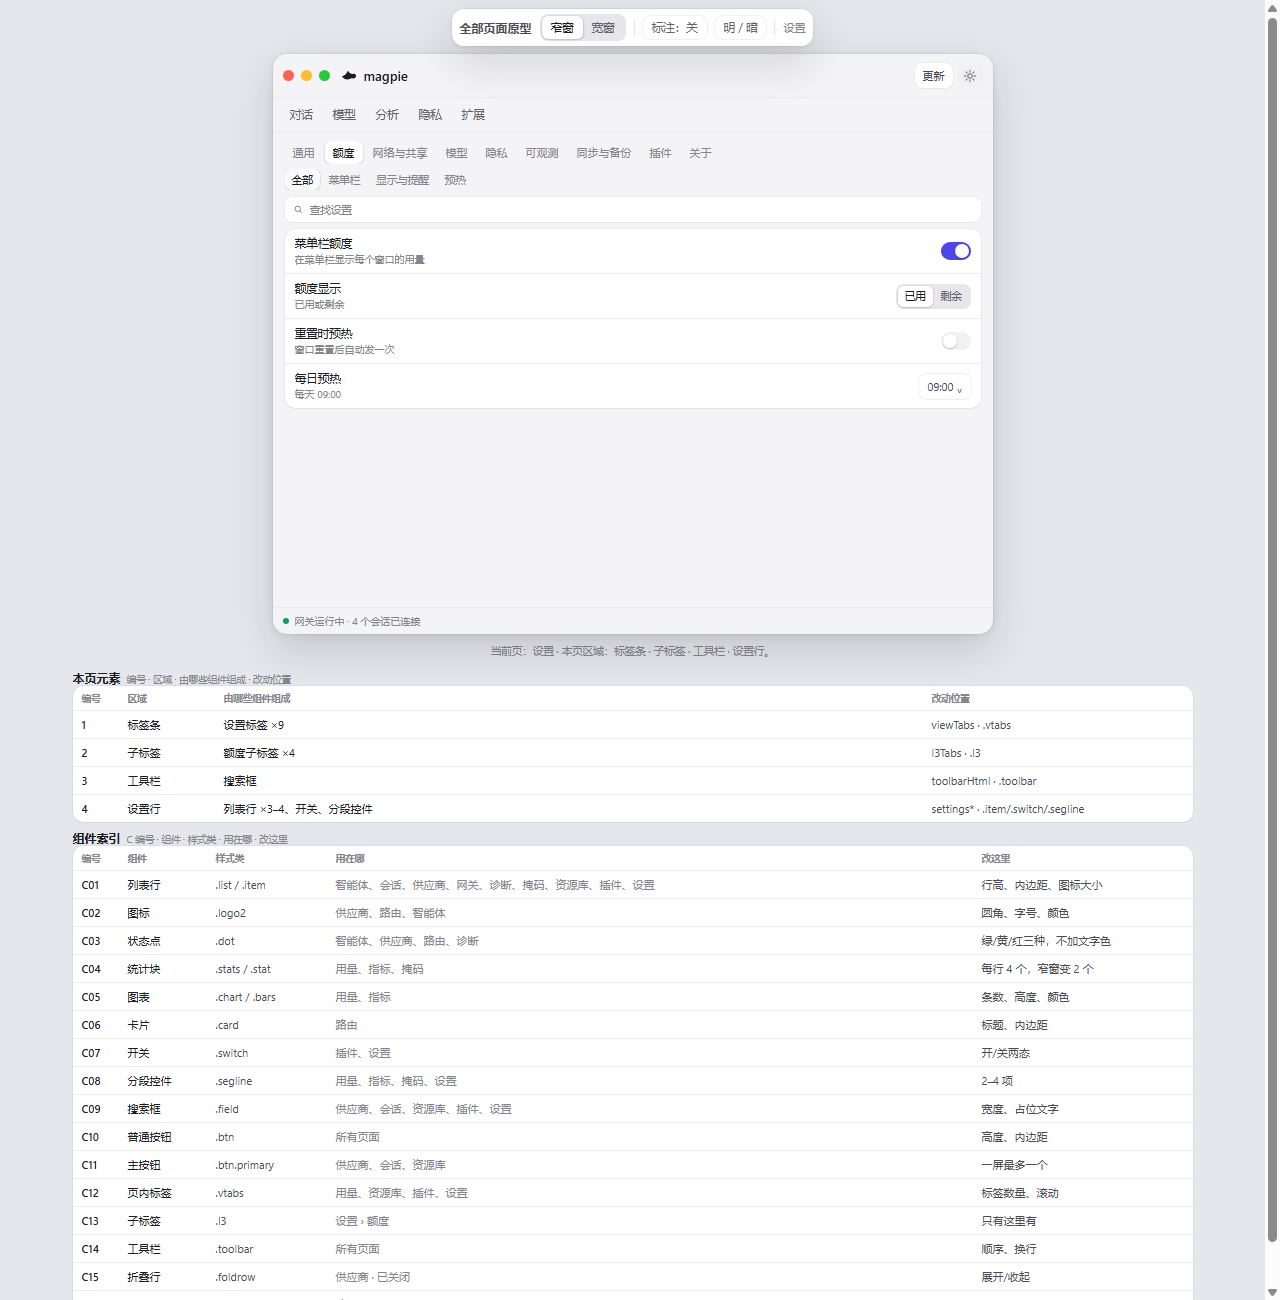 全部页面原型 窄窗 宽窗 标注：关 明 / 暗 设置
magpie 更新
对话 模型 分析 隐私 扩展
通用 额度 网络与共享 模型 隐私 可观测 同步与备份 插件 关于
全部 菜单栏 显示与提醒 预热
查找设置
菜单栏额度
在菜单栏显示每个窗口的用量
额度显示
已用或剩余
已用 剩余
重置时预热
窗口重置后自动发一次
每日预热
每天 09:00
09:00
网关运行中 · 4 个会话已连接
当前页：设置 · 本页区域：标签条 · 子标签 · 工具栏 · 设置行。
本页元素 编号 · 区域 · 由哪些组件组成 · 改动位置
编号 区域 由哪些组件组成 改动位置
1 标签条 设置标签 ×9 viewTabs · .vtabs
2 子标签 额度子标签 ×4 l3Tabs · .l3
3 工具栏 搜索框 toolbarHtml · .toolbar
4 设置行 列表行 ×3–4、开关、分段控件 settings* · .item/.switch/.segline
组件索引 C 编号 · 组件 · 样式类 · 用在哪 · 改这里
编号 组件 样式类 用在哪 改这里
C01 列表行 .list / .item 智能体、会话、供应商、网关、诊断、掩码、资源库、插件、设置 行高、内边距、图标大小
C02 图标 .logo2 供应商、路由、智能体 圆角、字号、颜色
C03 状态点 .dot 智能体、供应商、路由、诊断 绿/黄/红三种，不加文字色
C04 统计块 .stats / .stat 用量、指标、掩码 每行 4 个，窄窗变 2 个
C05 图表 .chart / .bars 用量、指标 条数、高度、颜色
C06 卡片 .card 路由 标题、内边距
C07 开关 .switch 插件、设置 开/关两态
C08 分段控件 .segline 用量、指标、掩码、设置 2–4 项
C09 搜索框 .field 供应商、会话、资源库、插件、设置 宽度、占位文字
C10 普通按钮 .btn 所有页面 高度、内边距
C11 主按钮 .btn.primary 供应商、会话、资源库 一屏最多一个
C12 页内标签 .vtabs 用量、资源库、插件、设置 标签数量、滚动
C13 子标签 .l3 设置 › 额度 只有这里有
C14 工具栏 .toolbar 所有页面 顺序、换行
C15 折叠行 .foldrow 供应商 · 已关闭 展开/收起